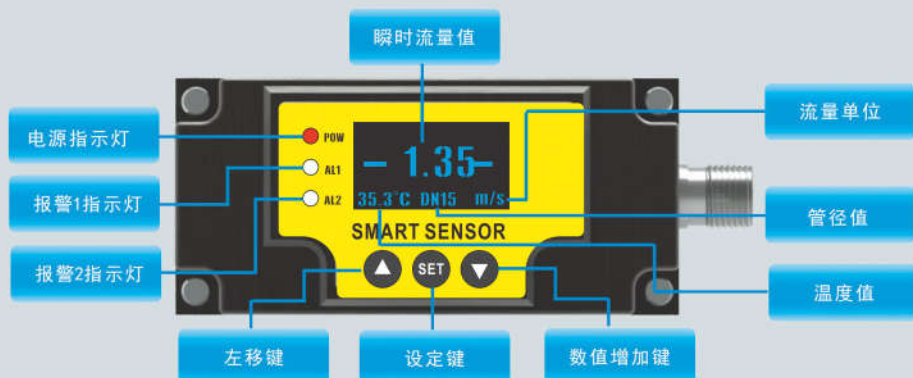 瞬时流量值
流量单位
电源指示灯
POW
- 1.35-
AL1
报警1指示灯
AL2
35.3°C DN15 m/s
管径值
SMART SENSOR
报警2指示灯
SET
温度值
左移键
设定键
数值增加键